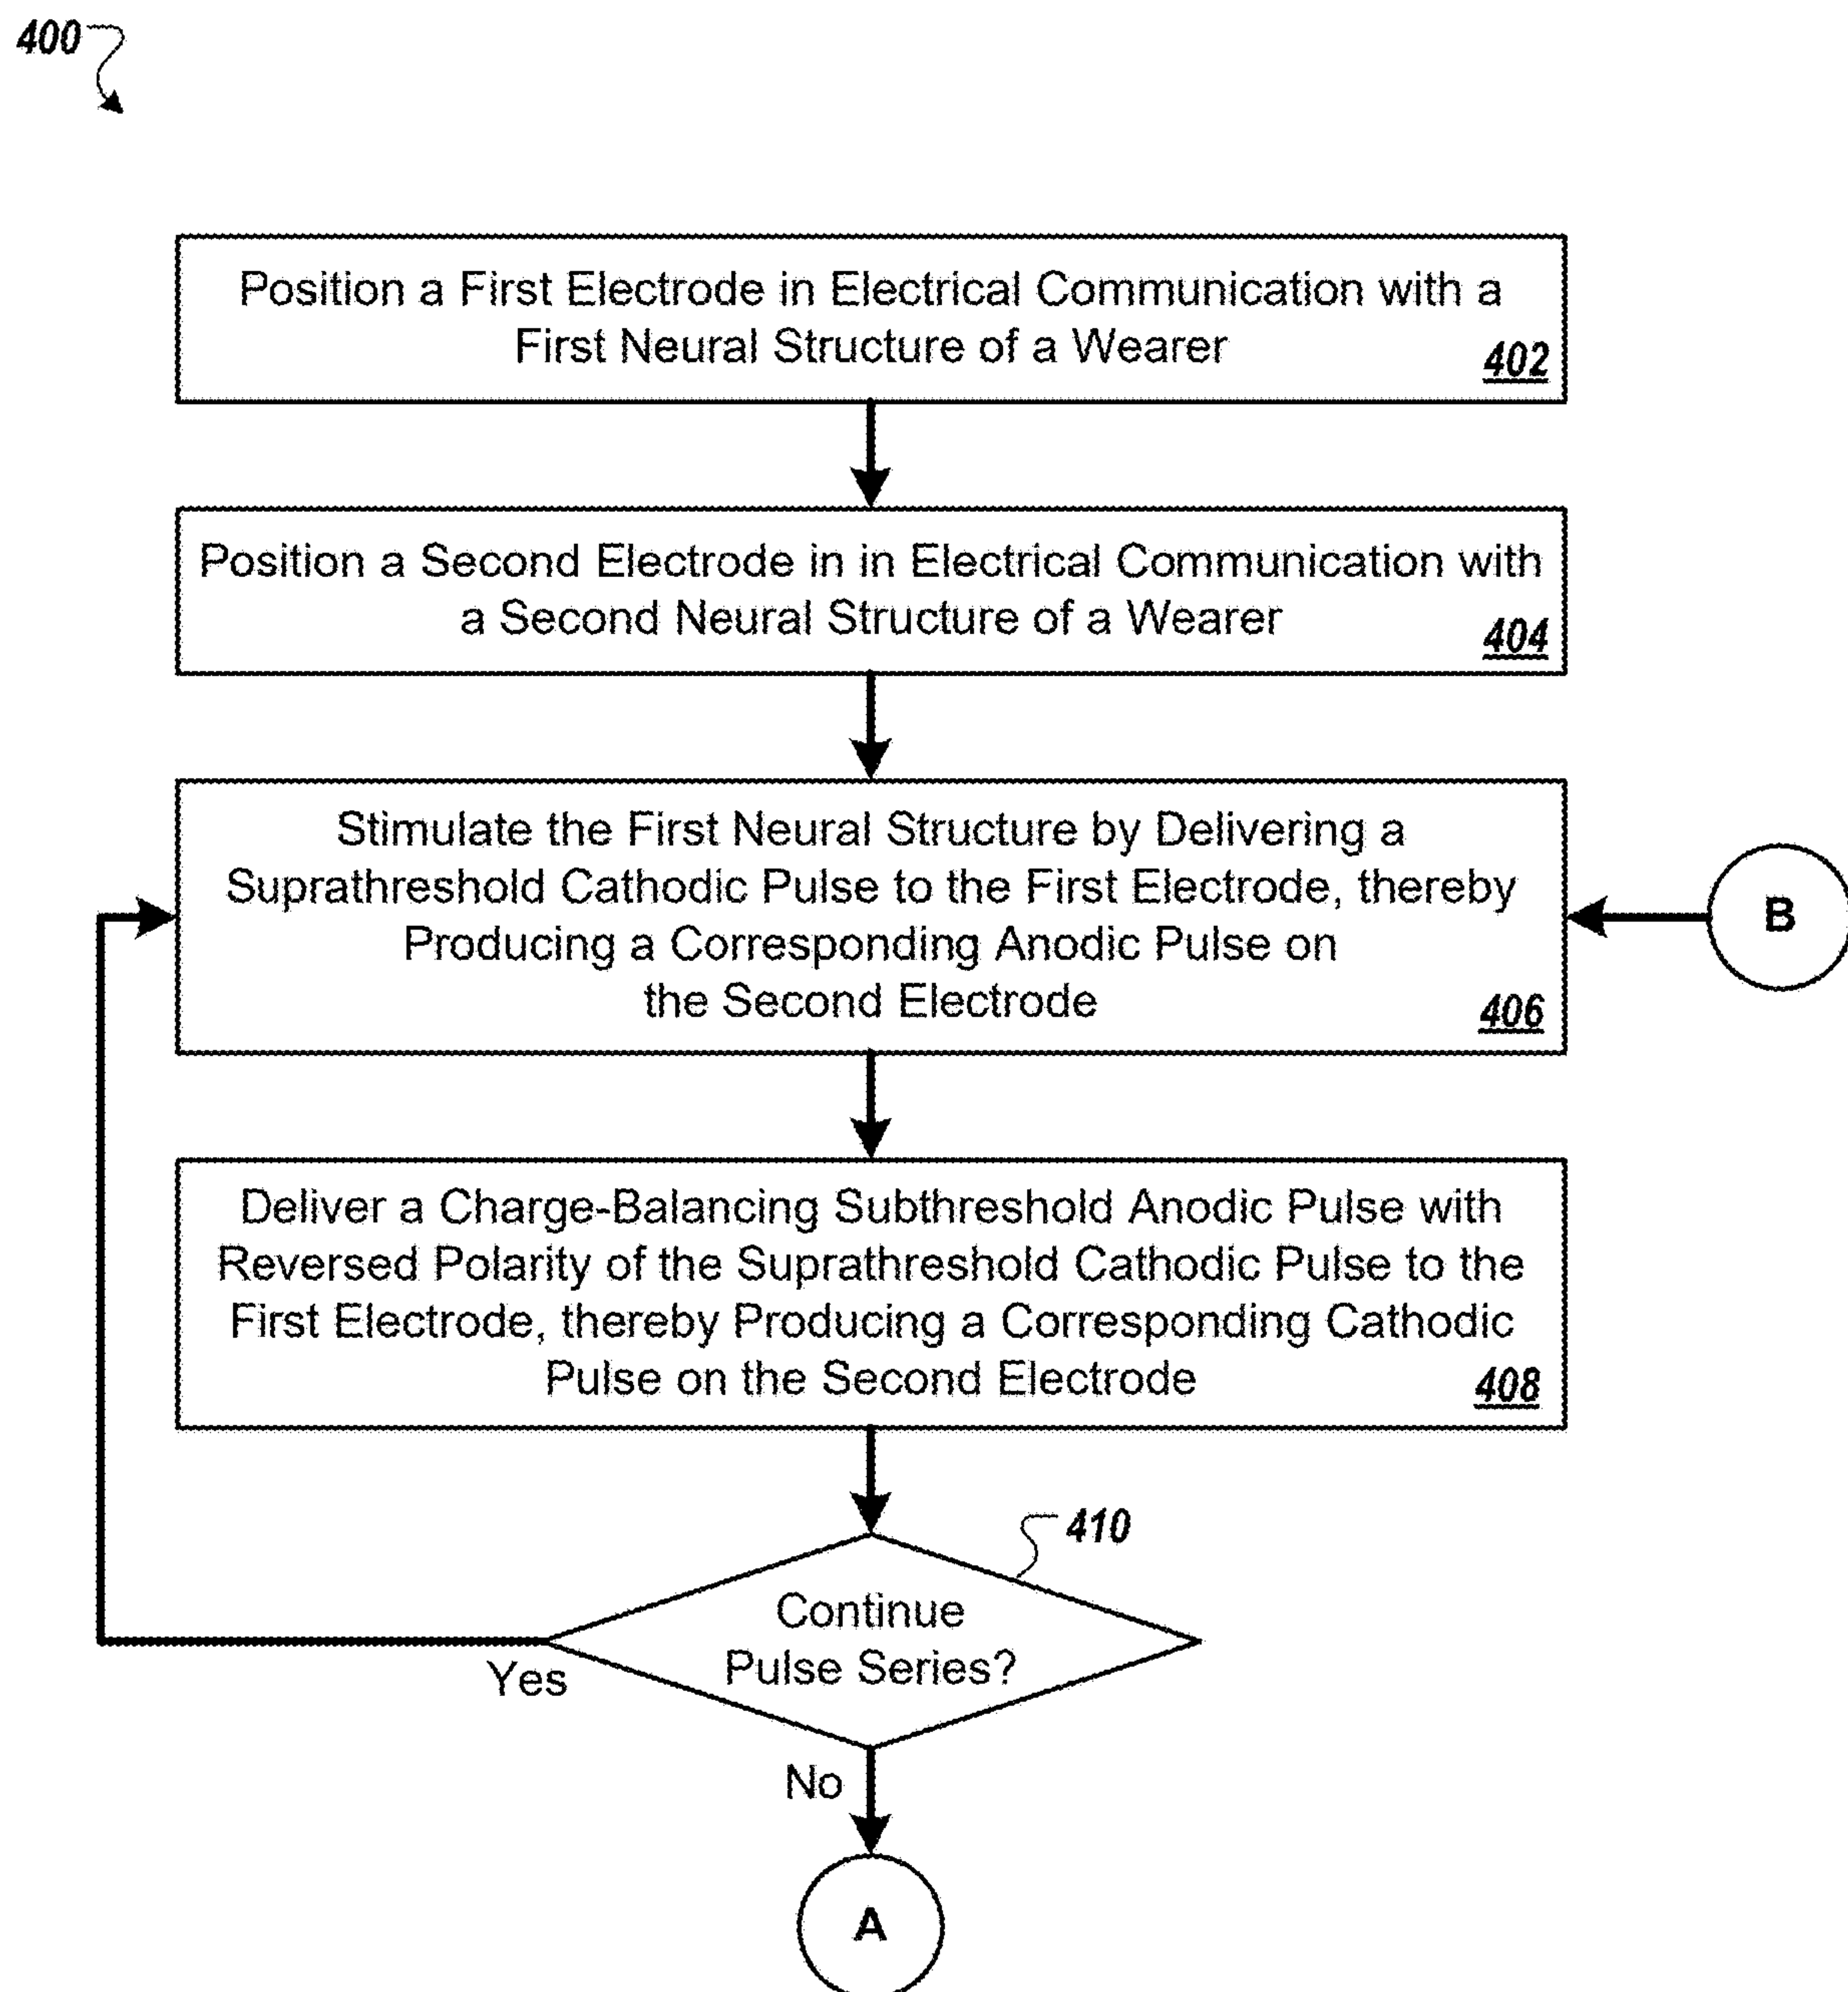 400
Position a First Electrode in Electrical Communication with a
First Neural Structure of a Wearer
402
Position a Second Electrode in in Electrical Communication with
a Second Neural Structure of a Wearer
404
Stimulate the First Neural Structure by Delivering a
Suprathreshold Cathodic Pulse to the First Electrode, thereby
Producing a Corresponding Anodic Pulse on
the Second Electrode
406
B
Deliver a Charge-Balancing Subthreshold Anodic Pulse with
Reversed Polarity of the Suprathreshold Cathodic Pulse to the
First Electrode, thereby Producing a Corresponding Cathodic
Pulse on the Second Electrode
408
410
Continue
Pulse Series?
Yes
No
A